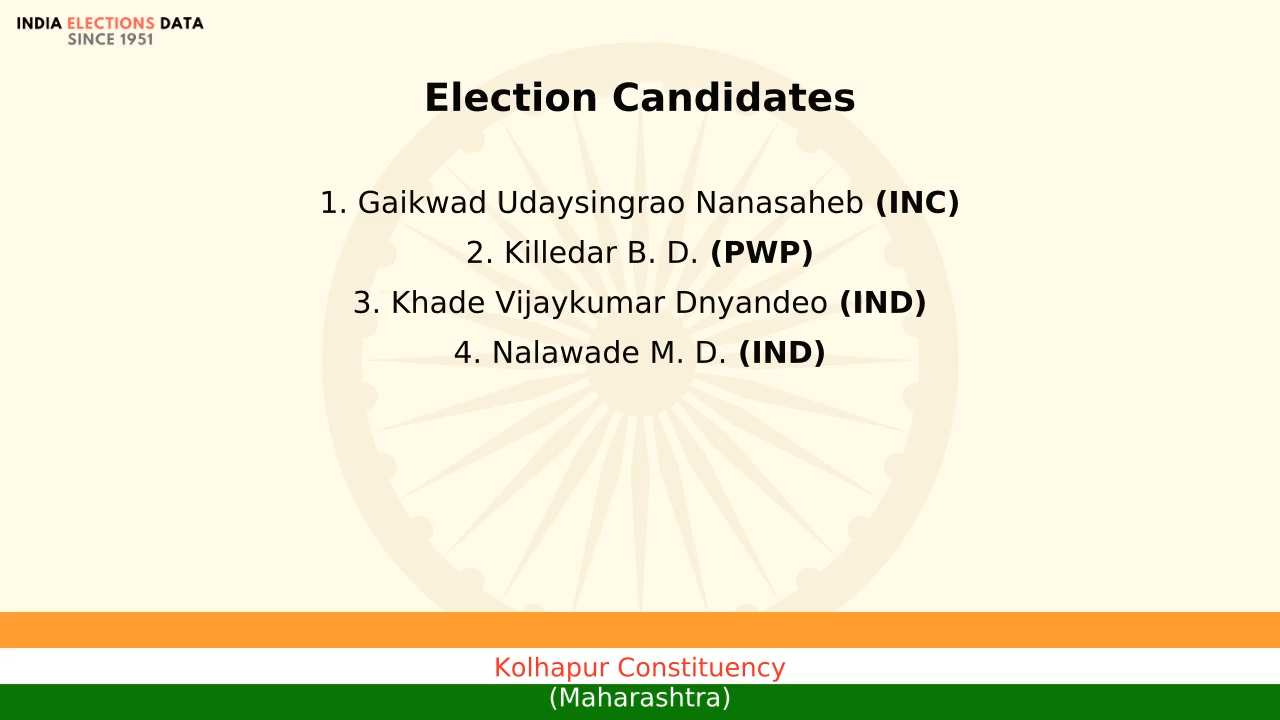 INDIA ELECTIONS DATA
SINCE 1951
Election Candidates
1. Gaikwad Udaysingrao Nanasaheb (INC)
2. Killedar B. D. (PWP)
3. Khade Vijaykumar Dnyandeo (IND)
4. Nalawade M. D. (IND)
Kolhapur Constituency
(Maharashtra)